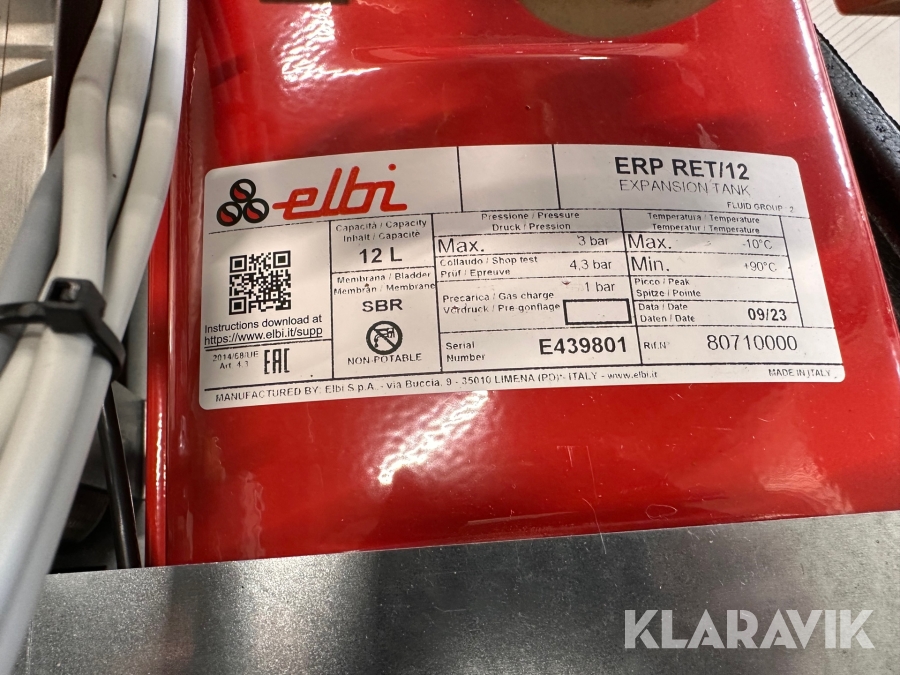 elbi
ERP RET/12
EXPANSION TANK
FLUID GROUP : 2
Capacità / Capacity
Inhalt / Capacité
12 L
Membrana / Bladder
Membran / Membrane
SBR
NON-POTABLE
Instructions download at
https://www.elbi.it/supp
2014/68/UE
Art. 4.3
EAC
Pressione / Pressure
Druck / Pression
Max. 3 bar
Collaudo / Shop test
Prüf / Epreuve
4,3 bar
1 bar
Precarica / Gas charge
Vordruck / Pre-gonflage
Temperatura / Temperature
Temperatur / Température
Max. -10°C
Min. +90°C
Picco / Peak
Spitze / Pointe
Data / Date
Daten / Date
09/23
Serial
Number
E439801
Rif.N°
80710000
MANUFACTURED BY: Elbi S.p.A. - via Buccia, 9 - 35010 LIMENA (PD)- ITALY - www.elbi.it
MADE IN ITALY
KLARAVIK